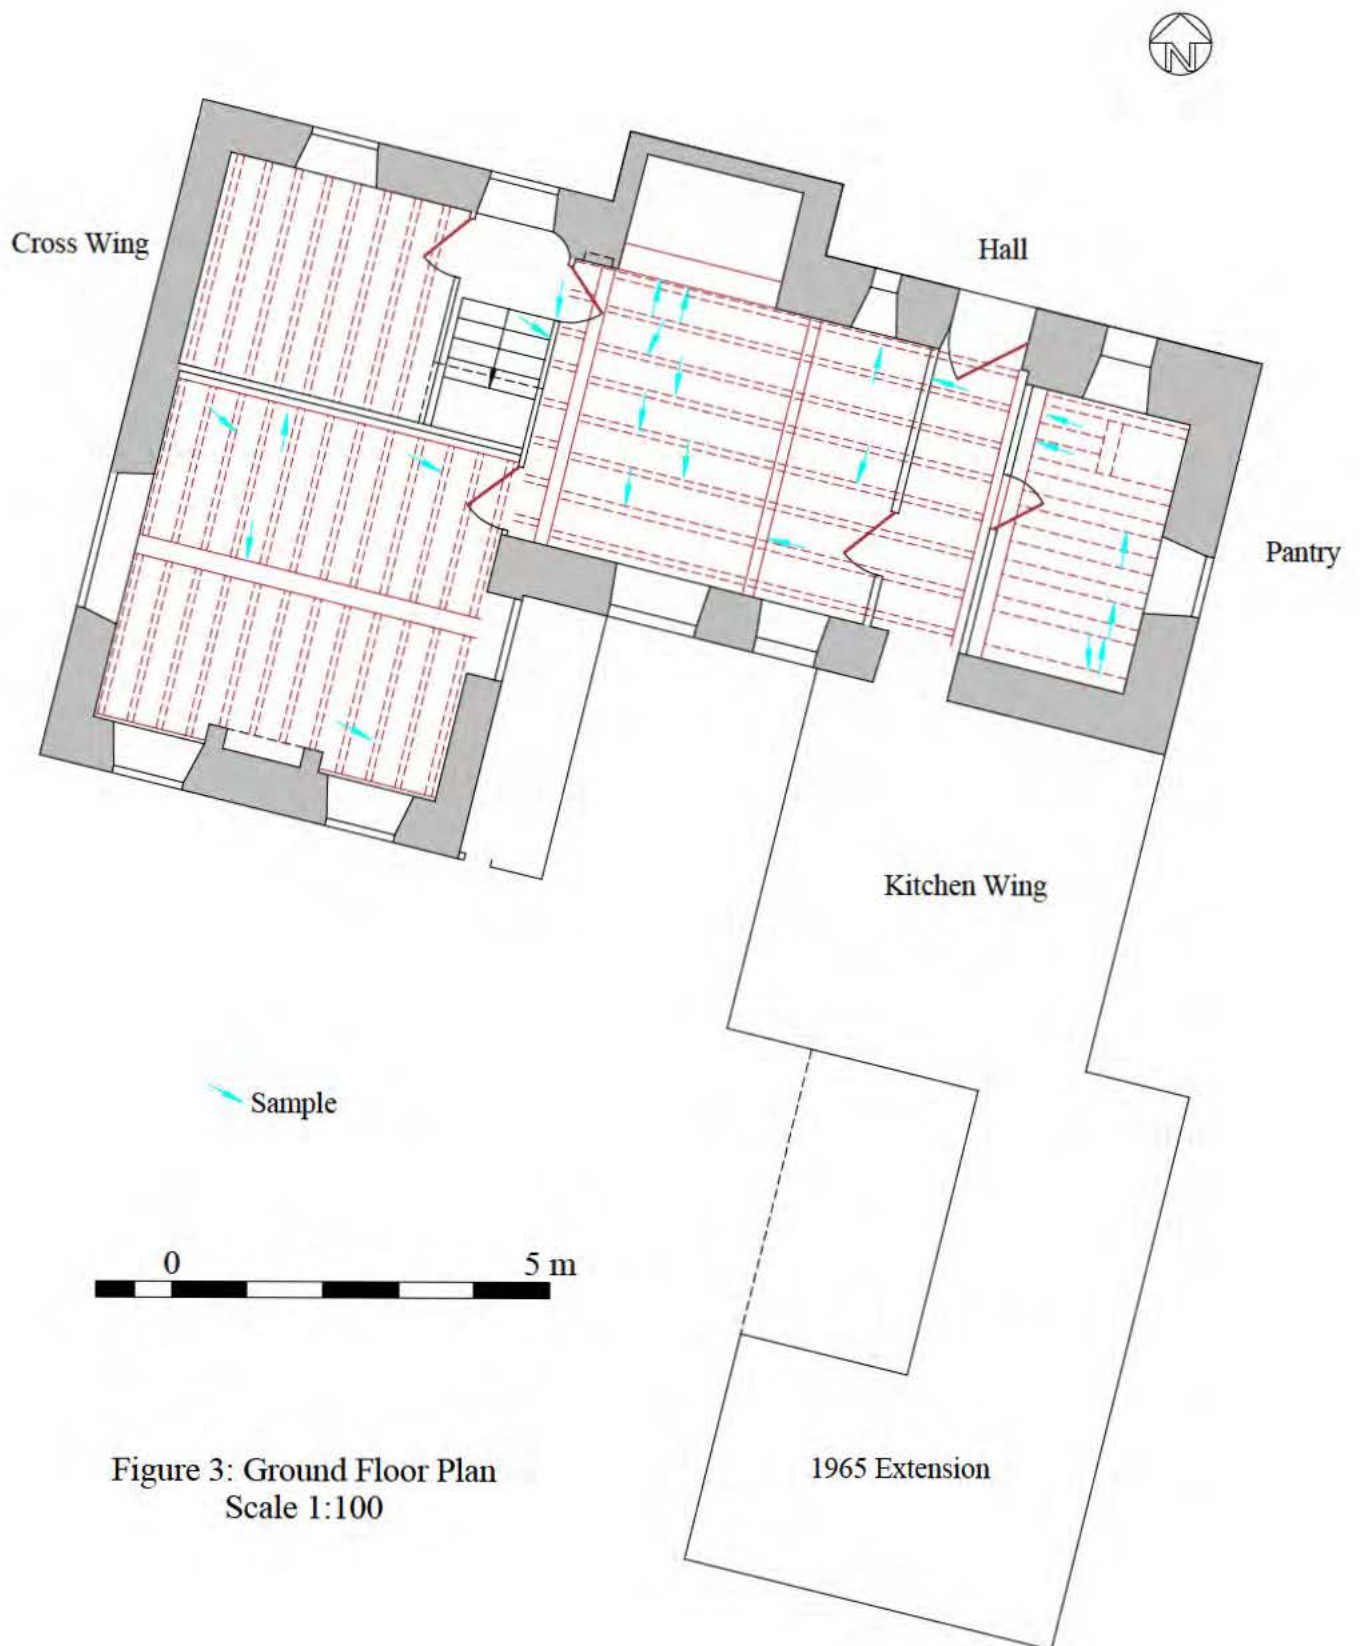 N
Cross Wing
Hall
Pantry
Kitchen Wing
Sample
0 5 m
Figure 3: Ground Floor Plan
Scale 1:100
1965 Extension